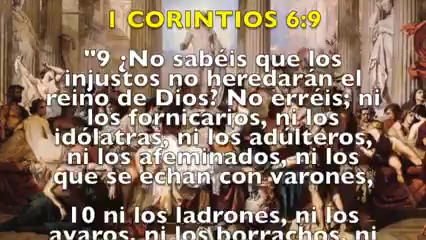 1 CORINTIOS 6:9
"9 ¿No sabéis que los
injustos no heredarán el
reino de Dios? No erréis; ni
los fornicarios, ni los
idólatras, ni los adúlteros,
ni los afeminados, ni los
que se echan con varones,
10 ni los ladrones, ni los
avaros, ni los borrachos, ni